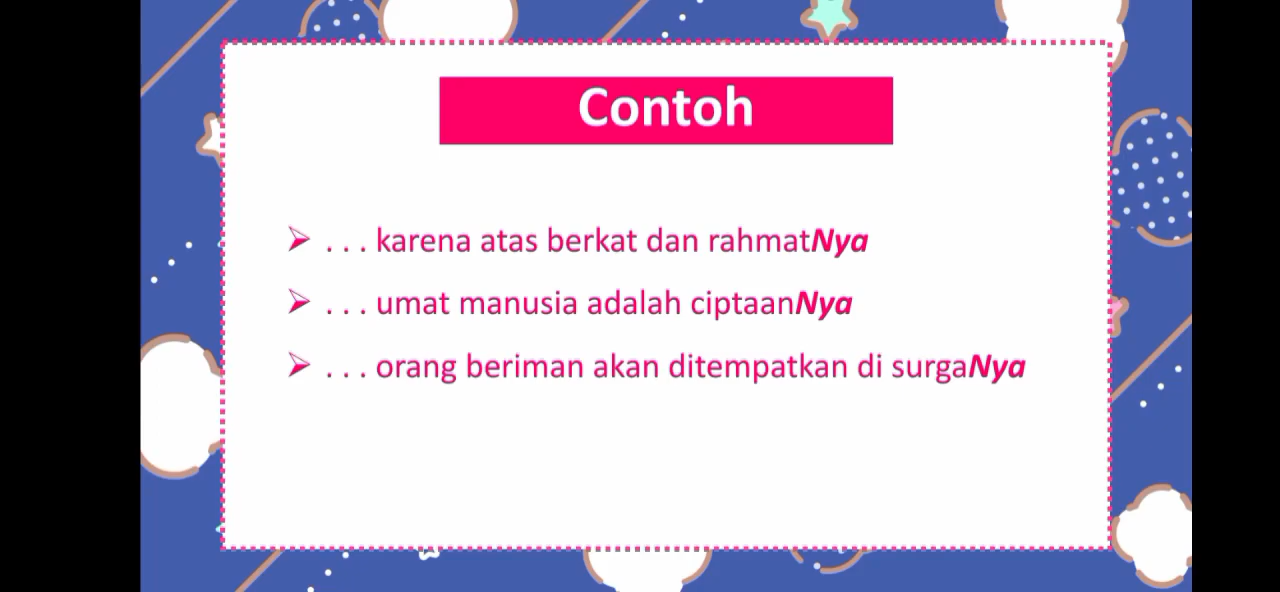 Contoh
➢ . . . karena atas berkat dan rahmatNya
➢ . . . umat manusia adalah ciptaanNya
➢ . . . orang beriman akan ditempatkan di surgaNya